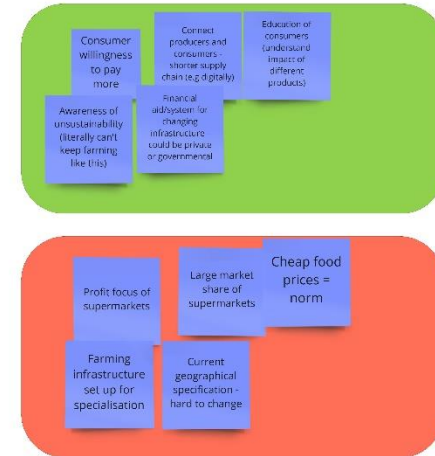 Consumer
willingness
to pay
more
Connect
producers and
consumers -
shorter supply
chain (e.g digitally)
Education of
consumers
(understand
impact of
different
products)
Awareness of
unsustainability
(literally can't
keep farming
like this)
Financial
aid/system for
changing
infrastructure -
could be private
or governmental
Profit focus of
supermarkets
Large market
share of
supermarkets
Cheap food
prices =
norm
Farming
infrastructure
set up for
specialisation
Current
geographical
specification -
hard to change